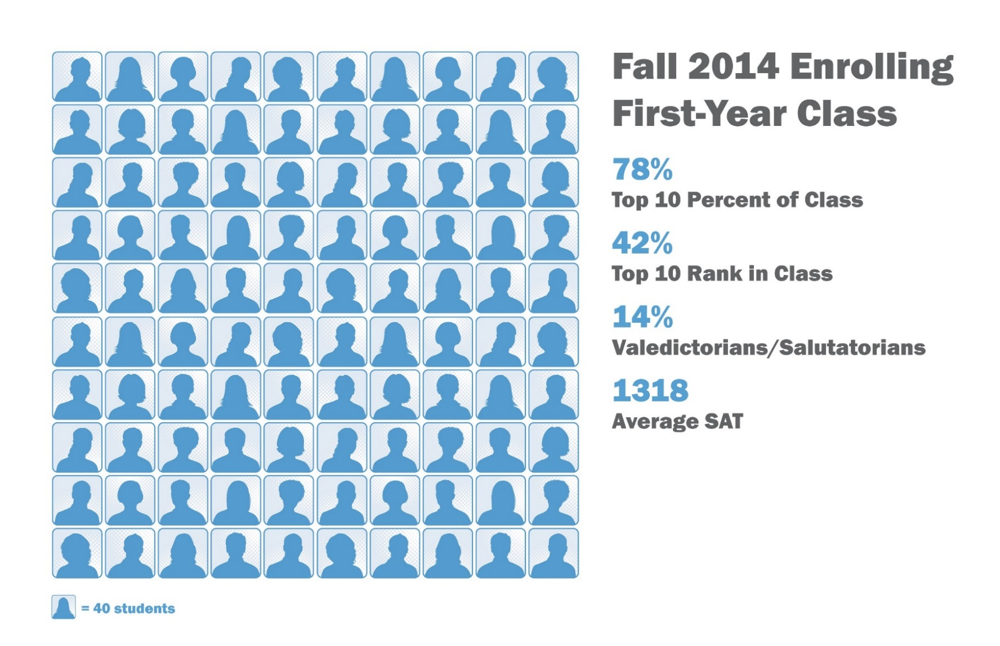 Fall 2014 Enrolling
First-Year Class
78%
Top 10 Percent of Class
42%
Top 10 Rank in Class
14%
Valedictorians/Salutatorians
1318
Average SAT
= 40 students